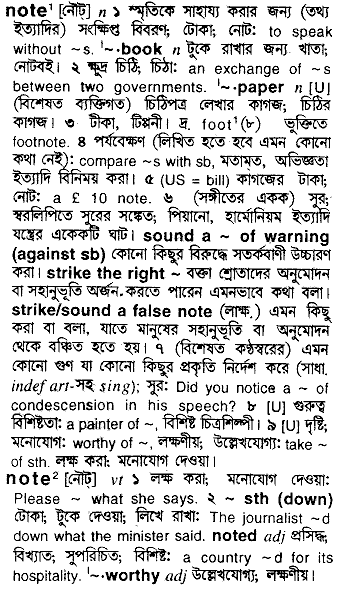 note¹ [নোট্] n ১ স্মৃতিকে সাহায্য করার জন্য (তথ্য
ইত্যাদির) সংক্ষিপ্ত বিবরণ; টোকা; নোট: to speak
without ~s. ˈ~·book n টুকে রাখার জন্য খাতা;
নোটবই। ২ ক্ষুদ্র চিঠি, চিঠা: an exchange of ~s
between two governments. ˈ~·paper n [U]
(বিশেষত ব্যক্তিগত) চিঠিপত্র লেখার কাগজ; চিঠির
কাগজ। ৩ টীকা, টিপ্পনী। দ্র. foot¹(৮) ভুক্তিতে
footnote. ৪ পর্যবেক্ষণ (লিখিত হতে হবে এমন কোনো
কথা নেই): compare ~s with sb, মতামত, অভিজ্ঞতা
ইত্যাদি বিনিময় করা। ৫ (US = bill) কাগজের টাকা;
নোট: a £ 10 note. ৬ (সঙ্গীতের একক) সুর;
স্বরলিপিতে সুরের সঙ্কেত; পিয়ানো, হার্মোনিয়ম ইত্যাদি
যন্ত্রের একেকটি ঘাট। sound a ~ of warning
(against sb) কোনো কিছুর বিরুদ্ধে সতর্কবাণী উচ্চারণ
করা। strike the right ~ বক্তা শ্রোতাদের অনুমোদন
বা সহানুভূতি অর্জন করতে পারেন এমনভাবে কথা বলা।
strike/sound a false note (লাক্ষ.) এমন কিছু
করা বা বলা, যাতে মানুষের সহানুভূতি বা অনুমোদন
থেকে বঞ্চিত হতে হয়। ৭ (বিশেষত কণ্ঠস্বরের) এমন
কোনো গুণ যা কোনো কিছুর প্রকৃতি নির্দেশ করে (সাধা.
indef art-সহ sing); সুর: Did you notice a ~ of
condescension in his speech? ৮ [U] গুরুত্ব
বিশিষ্টতা: a painter of ~, বিশিষ্ট চিত্রশিল্পী। ৯ [U] দৃষ্টি;
মনোযোগ: worthy of ~, লক্ষণীয়; উল্লেখযোগ্য: take ~
of sth. লক্ষ করা; মনোযোগ দেওয়া।
note² [নোট্] vt ১ লক্ষ করা; মনোযোগ দেওয়া:
Please ~ what she says. ২ ~ sth (down)
টোকা; টুকে দেওয়া; লিখে রাখা: The journalist ~d
down what the minister said. noted adj প্রসিদ্ধ;
বিখ্যাত; সুপরিচিত; বিশিষ্ট: a country ~d for its
hospitality. ˈ~·worthy adj উল্লেখযোগ্য; লক্ষণীয়।